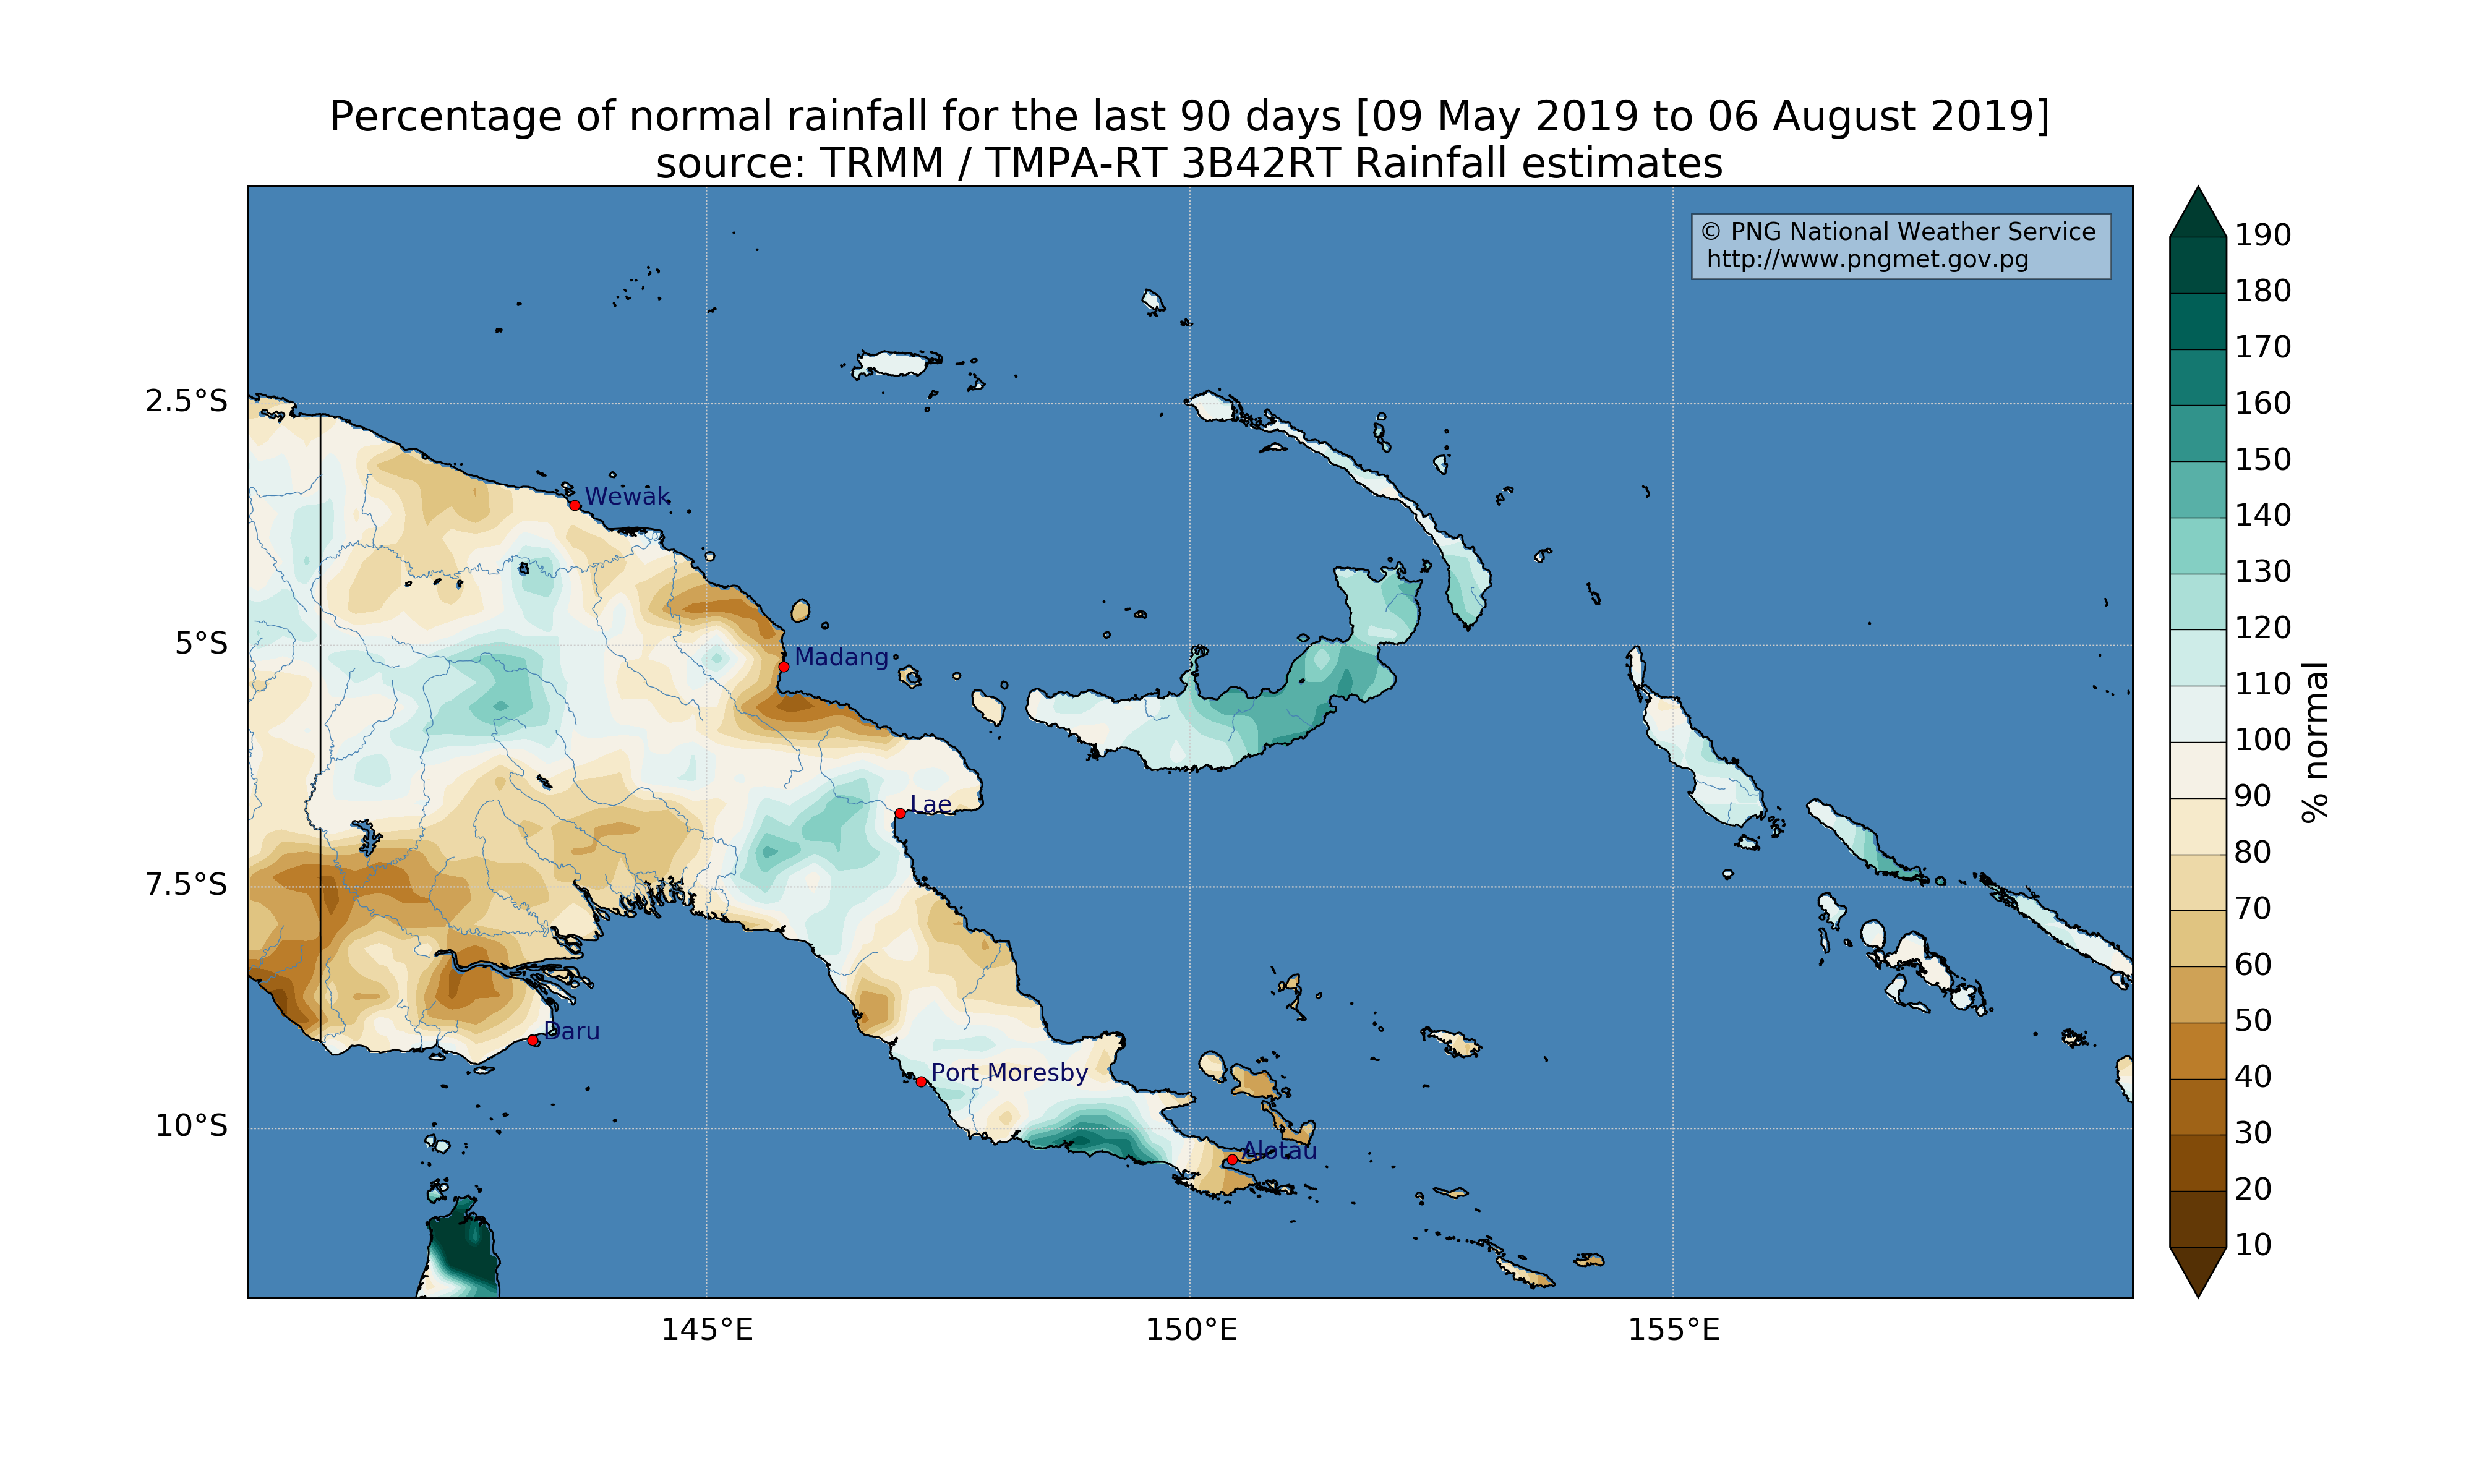 Percentage of normal rainfall for the last 90 days [09 May 2019 to 06 August 2019]
source: TRMM / TMPA-RT 3B42RT Rainfall estimates
© PNG National Weather Service
http://www.pngmet.gov.pg
2.5°S
5°S
7.5°S
10°S
145°E
150°E
155°E
Wewak
Madang
Lae
Daru
Port Moresby
Alotau
190
180
170
160
150
140
130
120
110
100
90
80
70
60
50
40
30
20
10
% normal